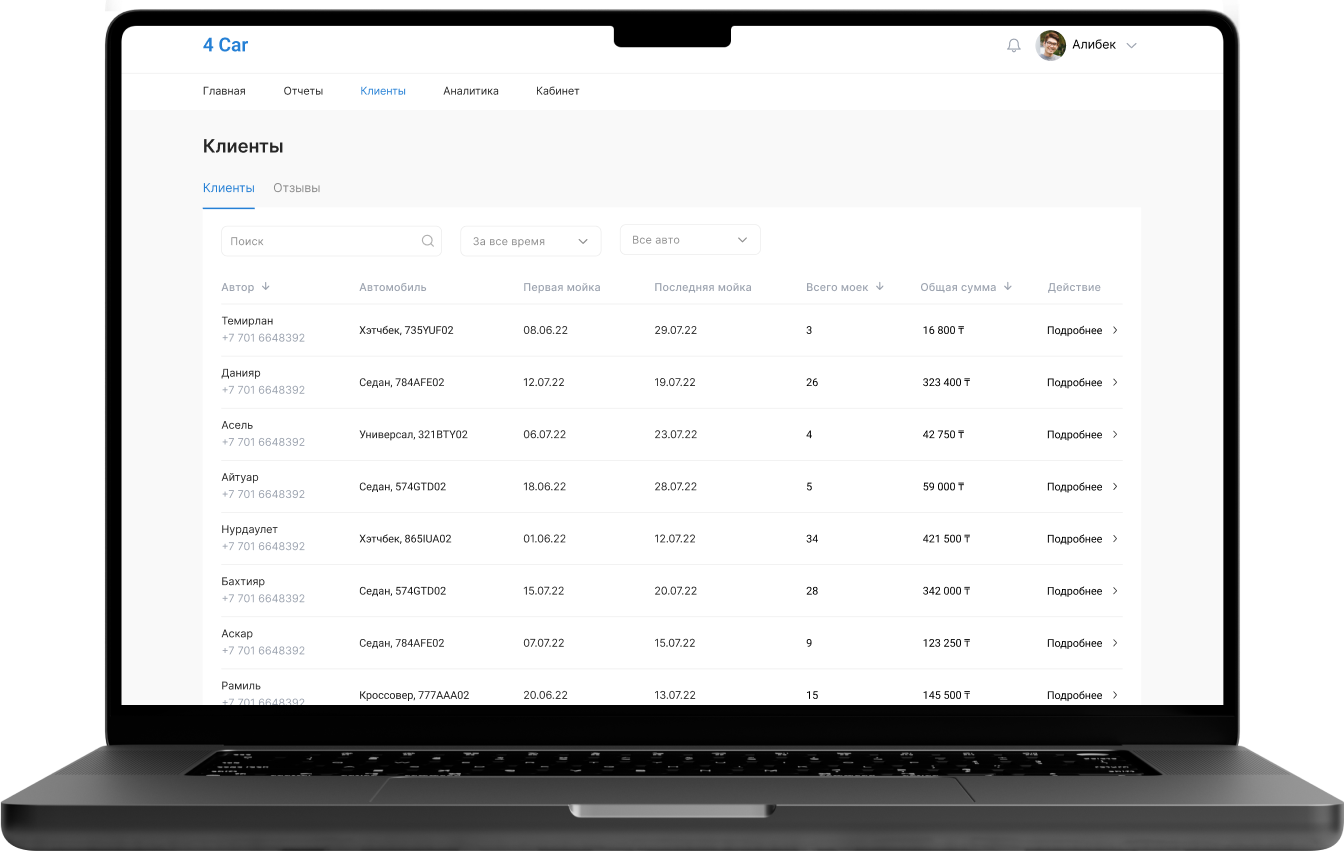 4 Car
Алибек
Главная Отчеты Клиенты Аналитика Кабинет
Клиенты
Клиенты Отзывы
Поиск За все время Все авто
Автор Автомобиль Первая мойка Последняя мойка Всего моек Общая сумма Действие
Темирлан
+7 701 6648392
Хэтчбек, 735YUF02 08.06.22 29.07.22 3 16 800 ₸ Подробнее
Данияр
+7 701 6648392
Седан, 784AFE02 12.07.22 19.07.22 26 323 400 ₸ Подробнее
Асель
+7 701 6648392
Универсал, 321BTY02 06.07.22 23.07.22 4 42 750 ₸ Подробнее
Айтуар
+7 701 6648392
Седан, 574GTD02 18.06.22 28.07.22 5 59 000 ₸ Подробнее
Нурдаулет
+7 701 6648392
Хэтчбек, 865IUA02 01.06.22 12.07.22 34 421 500 ₸ Подробнее
Бахтияр
+7 701 6648392
Седан, 574GTD02 15.07.22 20.07.22 28 342 000 ₸ Подробнее
Аскар
+7 701 6648392
Седан, 784AFE02 07.07.22 15.07.22 9 123 250 ₸ Подробнее
Рамиль
+7 701 6648392
Кроссовер, 777AAA02 20.06.22 13.07.22 15 145 500 ₸ Подробнее